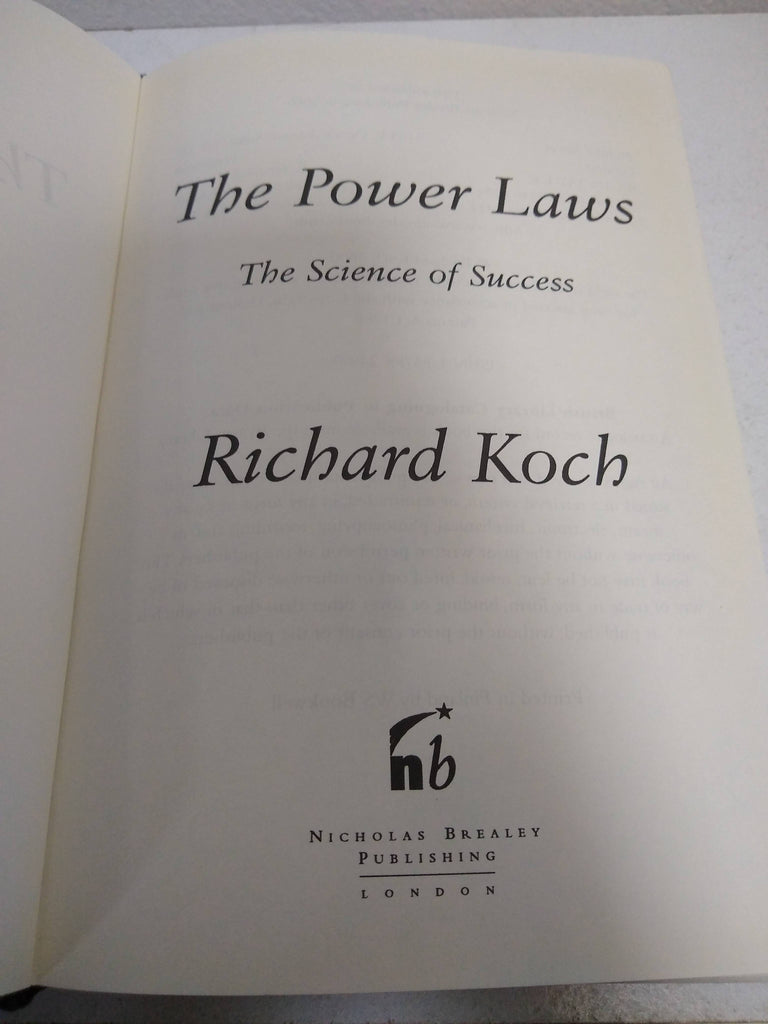 The Power Laws
The Science of Success
Richard Koch
nb
NICHOLAS BREALEY
PUBLISHING
LONDON